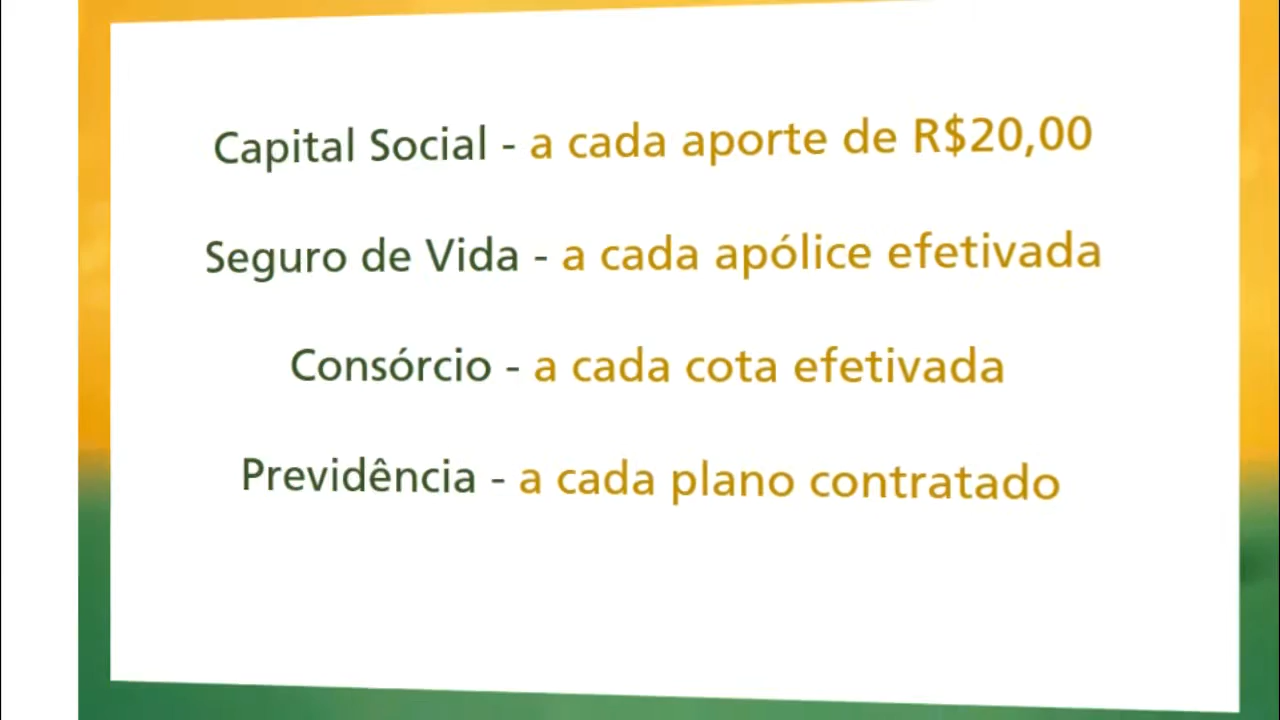 Capital Social - a cada aporte de R$20,00
Seguro de Vida - a cada apólice efetivada
Consórcio - a cada cota efetivada
Previdência - a cada plano contratado